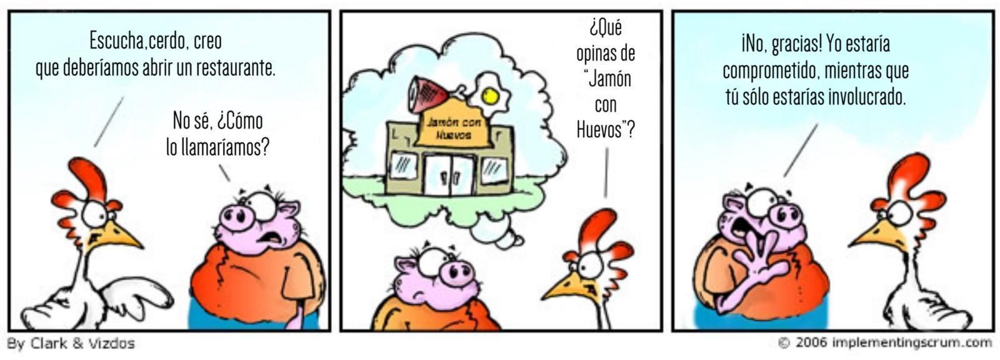 Escucha,cerdo, creo
que deberíamos abrir un restaurante.
No sé, ¿Cómo
lo llamaríamos?
¿Qué
opinas de
“Jamón
con
Huevos”?
Jamón con
Huevos
¡No, gracias! Yo estaría
comprometido, mientras que
tú sólo estarías involucrado.
By Clark & Vizdos
© 2006 implementingscrum.com